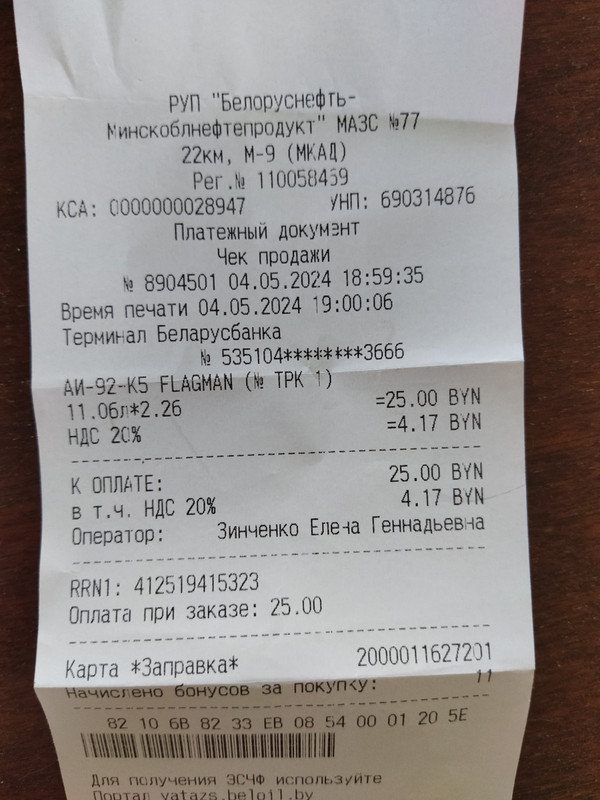 РУП "Белоруснефть-
Минскоблнефтепродукт" МАЗС №77
22км, М-9 (МКАД)
Рег.№ 110058459
КСА: 0000000028947 УНП: 690314876
Платежный документ
Чек продажи
№ 8904501 04.05.2024 18:59:35
Время печати 04.05.2024 19:00:06
Терминал Беларусбанка
№ 535104********3666
АИ-92-К5 FLAGMAN (№ ТРК 1)
11.06л*2.26 =25.00 BYN
НДС 20% =4.17 BYN
К ОПЛАТЕ: 25.00 BYN
в т.ч. НДС 20% 4.17 BYN
Оператор: Зинченко Елена Геннадьевна
RRN1: 412519415323
Оплата при заказе: 25.00
Карта *Заправка* 2000011627201
Начислено бонусов за покупку: 11
82 10 6B 82 33 EB 08 54 00 01 20 5E
Для получения ЭСЧФ используйте
Портал vatazs.beloil.by